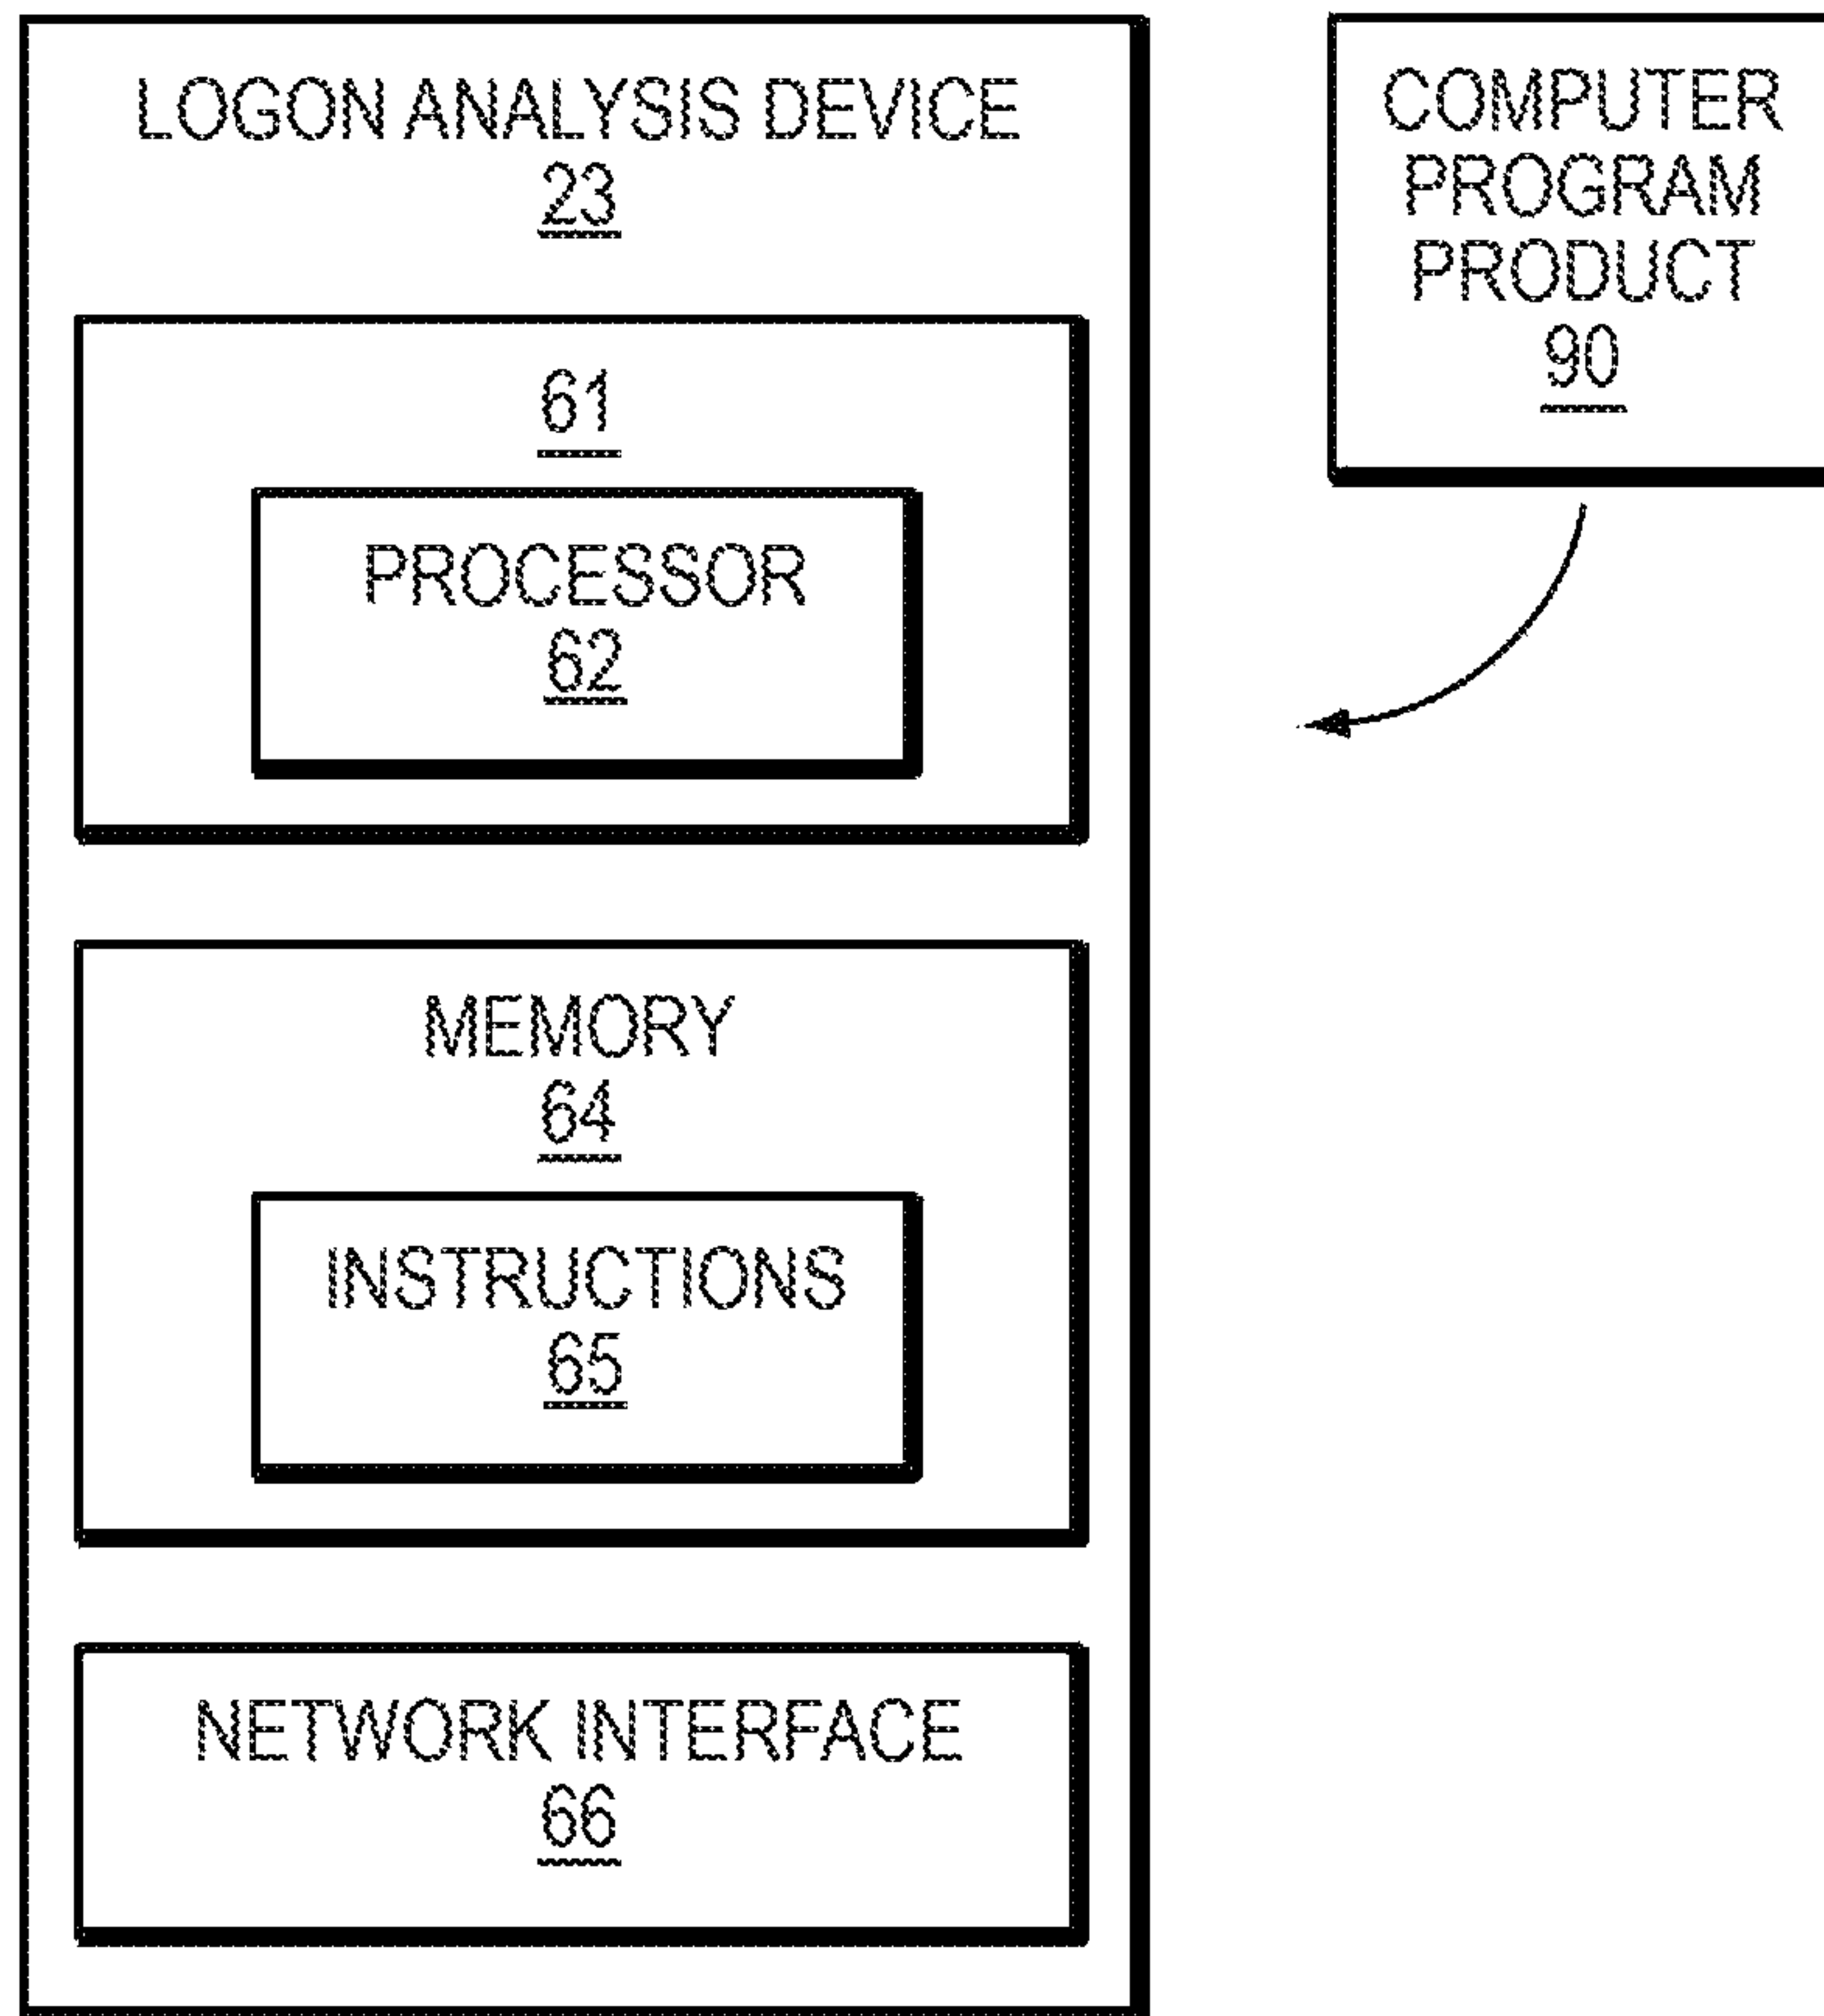 LOGON ANALYSIS DEVICE
23
61
PROCESSOR
62
MEMORY
64
INSTRUCTIONS
65
NETWORK INTERFACE
66
COMPUTER
PROGRAM
PRODUCT
90